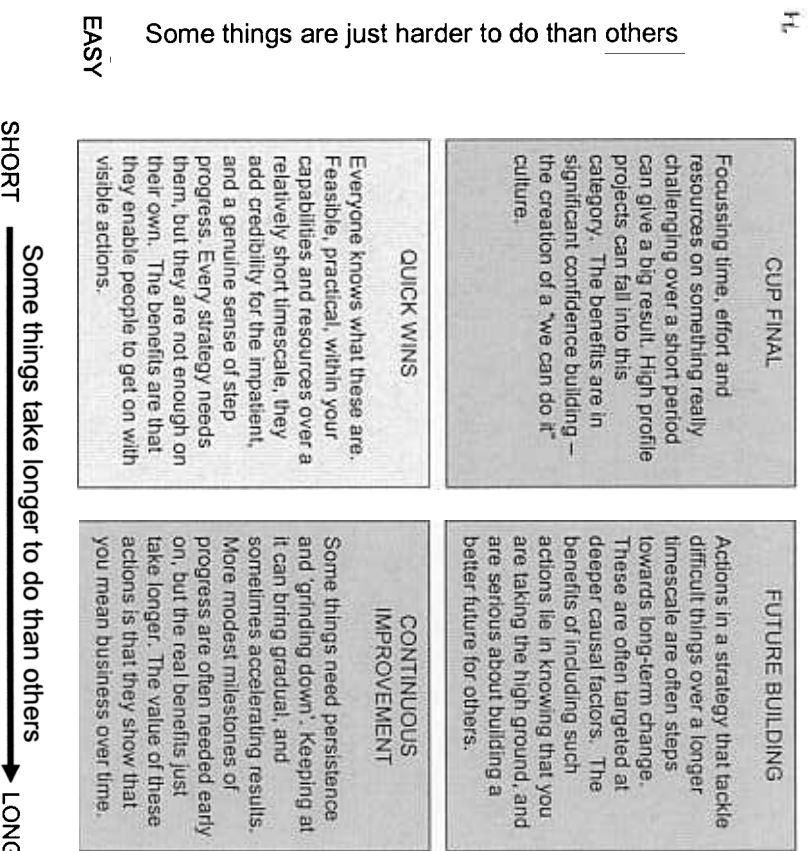 Some things are just harder to do than others
EASY
CUP FINAL
Focussing time, effort and
resources on something really
challenging over a short period
can give a big result. High profile
projects can fall into this
category. The benefits are in
significant confidence building –
the creation of a "we can do it"
culture.
FUTURE BUILDING
Actions in a strategy that tackle
difficult things over a longer
timescale are often steps
towards long-term change.
These are often targeted at
deeper causal factors. The
benefits of including such
actions lie in knowing that you
are taking the high ground, and
are serious about building a
better future for others.
QUICK WINS
Everyone knows what these are.
Feasible, practical, within your
capabilities and resources over a
relatively short timescale, they
add credibility for the impatient,
and a genuine sense of step
progress. Every strategy needs
them, but they are not enough on
their own. The benefits are that
they enable people to get on with
visible actions.
CONTINUOUS
IMPROVEMENT
Some things need persistence
and 'grinding down'. Keeping at
it can bring gradual, and
sometimes accelerating results.
More modest milestones of
progress are often needed early
on, but the real benefits just
take longer. The value of these
actions is that they show that
you mean business over time.
SHORT
Some things take longer to do than others
LONG